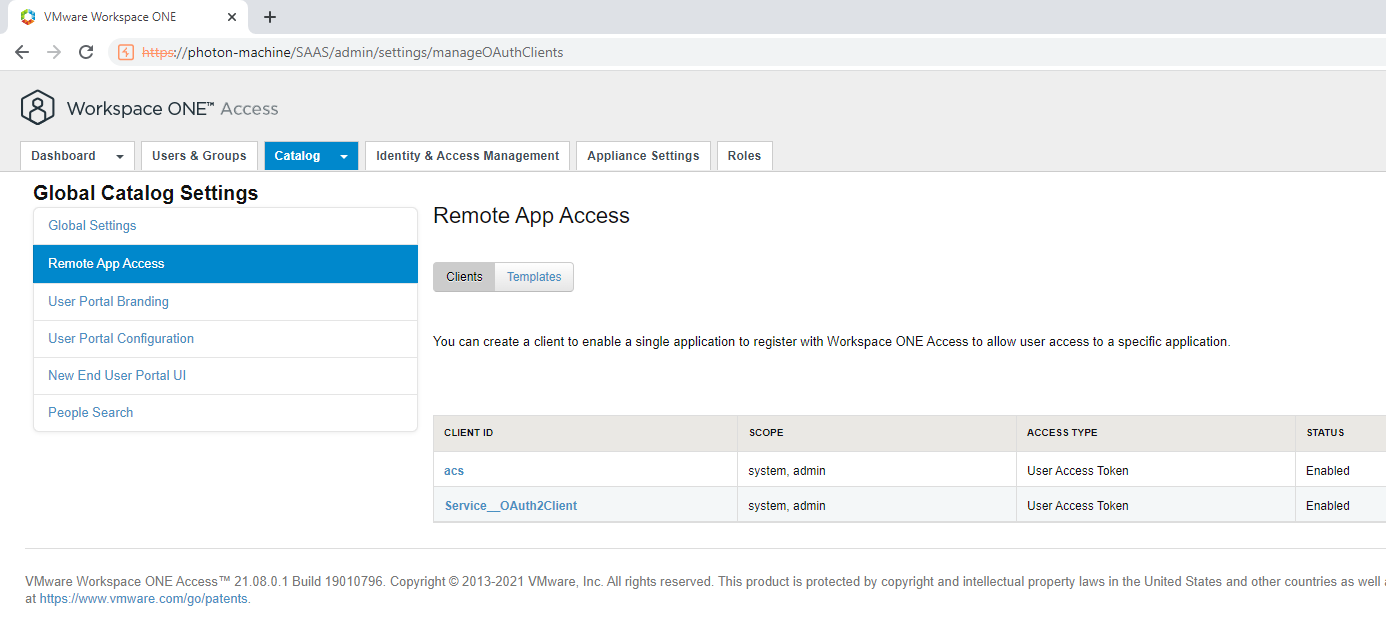 VMware Workspace ONE
https://photon-machine/SAAS/admin/settings/manageOAuthClients
Workspace ONE™ Access
Dashboard Users & Groups Catalog Identity & Access Management Appliance Settings Roles
Global Catalog Settings
Global Settings
Remote App Access
User Portal Branding
User Portal Configuration
New End User Portal UI
People Search
Remote App Access
Clients Templates
You can create a client to enable a single application to register with Workspace ONE Access to allow user access to a specific application.
CLIENT ID SCOPE ACCESS TYPE STATUS
acs system, admin User Access Token Enabled
Service__OAuth2Client system, admin User Access Token Enabled
VMware Workspace ONE Access™ 21.08.0.1 Build 19010796. Copyright © 2013-2021 VMware, Inc. All rights reserved. This product is protected by copyright and intellectual property laws in the United States and other countries as well
at https://www.vmware.com/go/patents.